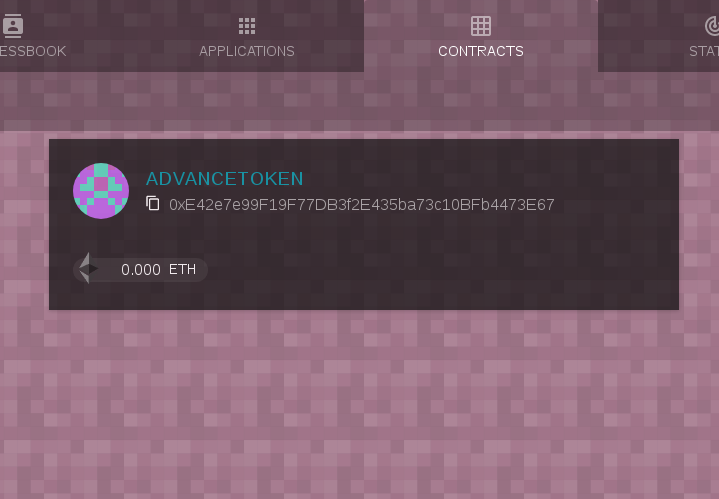 ESSBOOK
APPLICATIONS
CONTRACTS
STAT
ADVANCETOKEN
0xE42e7e99F19F77DB3f2E435ba73c10BFb4473E67
0.000 ETH